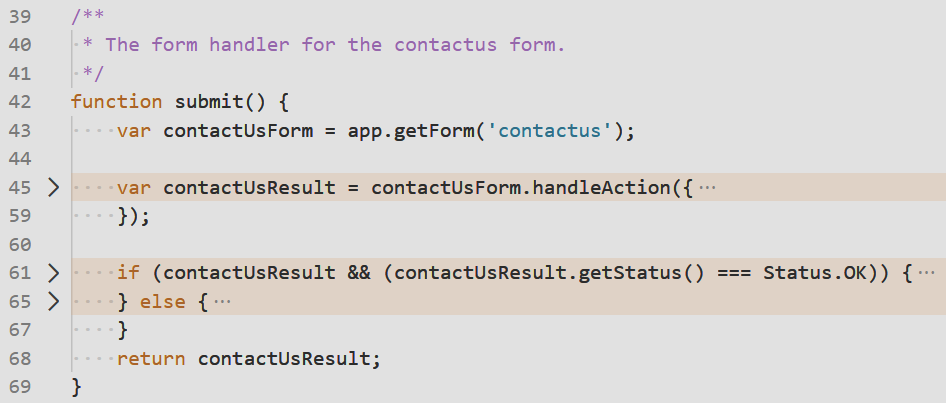 39 /**
40  * The form handler for the contactus form.
41  */
42 function submit() {
43     var contactUsForm = app.getForm('contactus');
44
45     var contactUsResult = contactUsForm.handleAction({ ···
59     });
60
61     if (contactUsResult && (contactUsResult.getStatus() === Status.OK)) { ···
65     } else { ···
67     }
68     return contactUsResult;
69 }